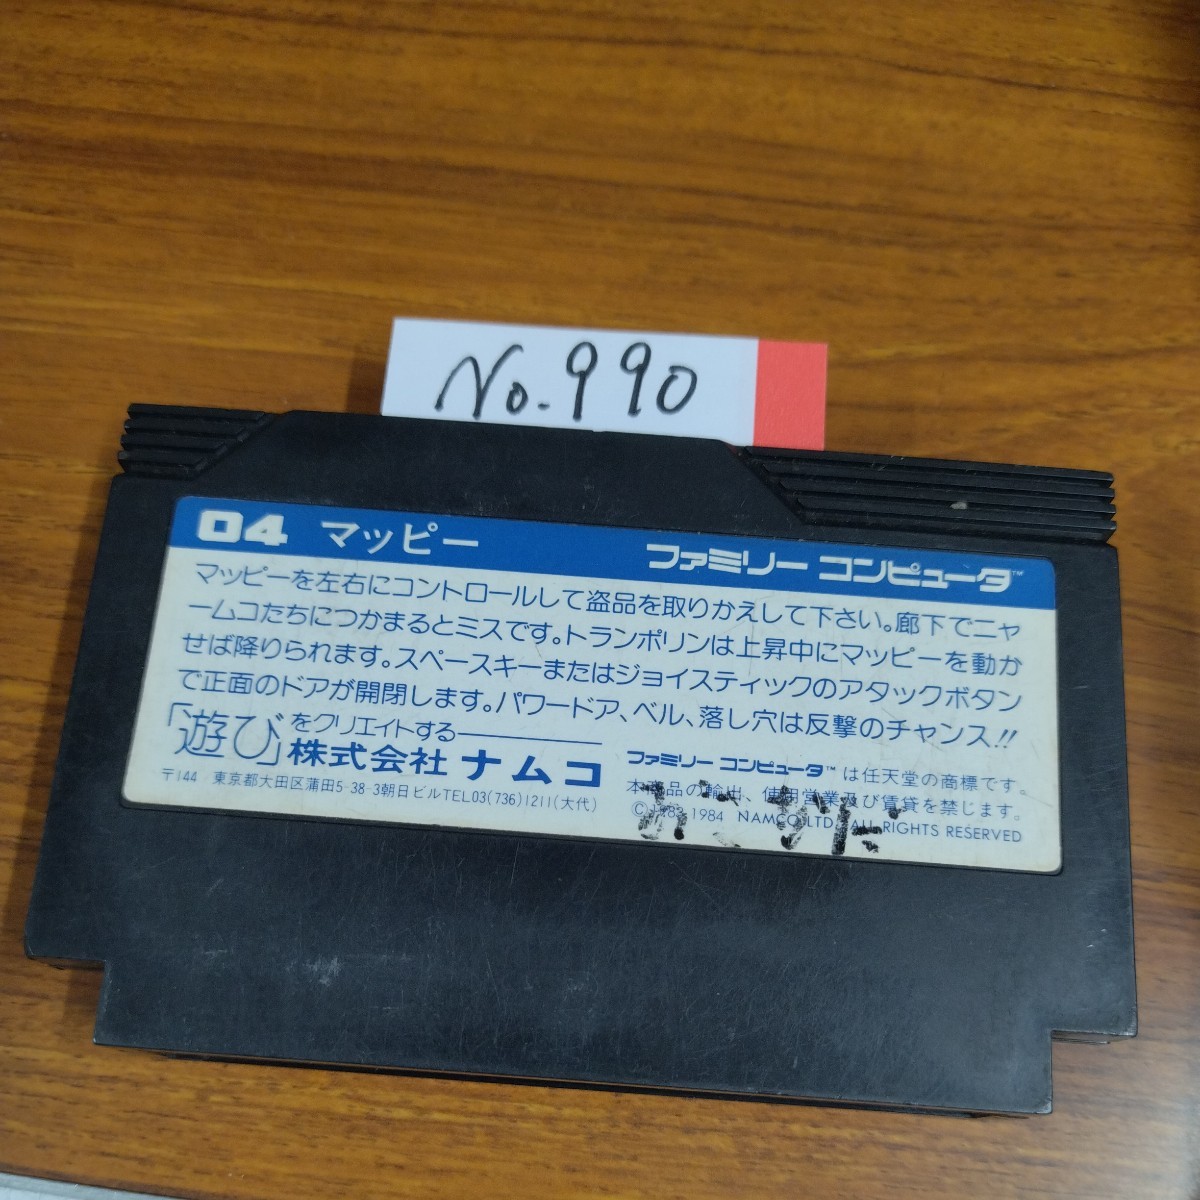 No.990
04 マッピー ファミリー コンピュータ™
マッピーを左右にコントロールして盗品を取りかえして下さい。廊下でニャ
ームコたちにつかまるとミスです。トランポリンは上昇中にマッピーを動か
せば降りられます。スペースキーまたはジョイスティックのアタックボタン
で正面のドアが開閉します。パワードア、ベル、落し穴は反撃のチャンス!!
「遊び」をクリエイトする
株式会社ナムコ
〒144 東京都大田区蒲田5-38-3朝日ビルTEL03(736)1211(大代)
ファミリー コンピュータ™は任天堂の商標です。
本商品の輸出、使用営業及び賃貸を禁じます。
1984 NAMCO LTD., ALL RIGHTS RESERVED